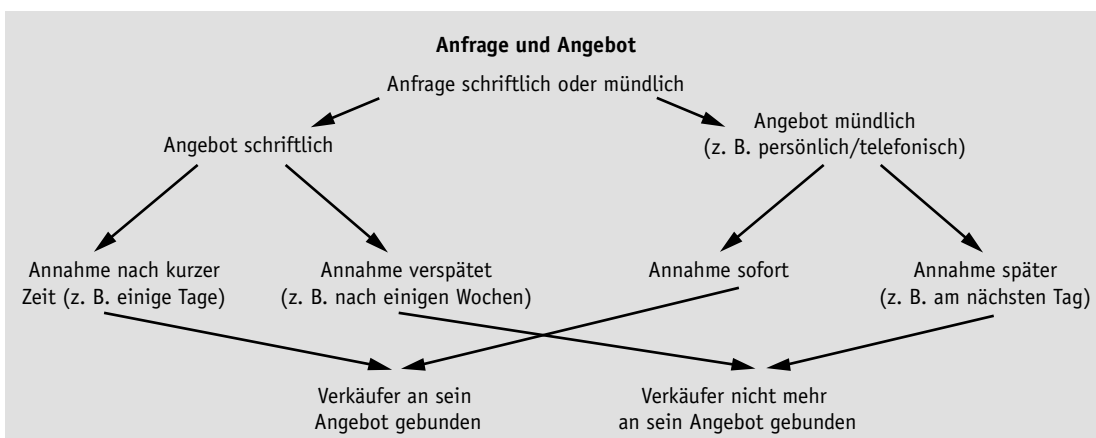 Anfrage und Angebot
Anfrage schriftlich oder mündlich
Angebot schriftlich
Angebot mündlich
(z. B. persönlich/telefonisch)
Annahme nach kurzer
Zeit (z. B. einige Tage)
Annahme verspätet
(z. B. nach einigen Wochen)
Annahme sofort
Annahme später
(z. B. am nächsten Tag)
Verkäufer an sein
Angebot gebunden
Verkäufer nicht mehr
an sein Angebot gebunden